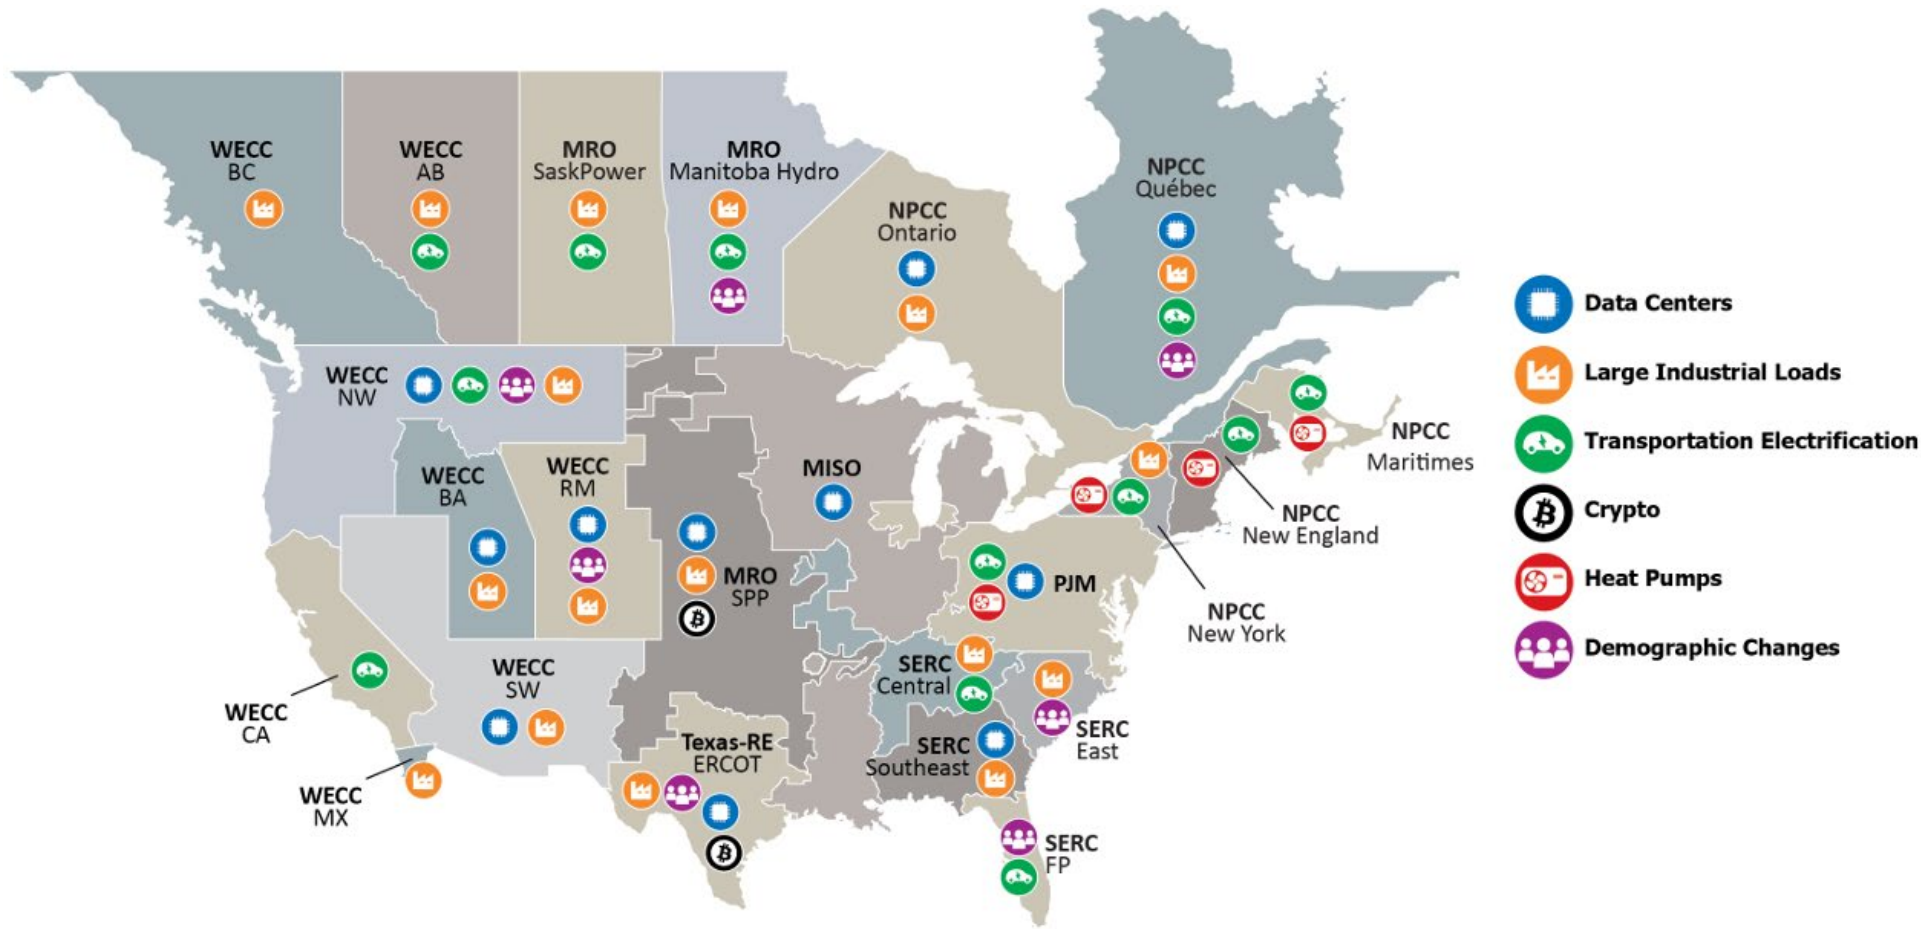 WECC
BC
WECC
AB
MRO
SaskPower
MRO
Manitoba Hydro
NPCC
Ontario
NPCC
Québec
WECC
NW
WECC
BA
WECC
RM
MISO
MRO
SPP
PJM
NPCC
Maritimes
NPCC
New England
NPCC
New York
WECC
CA
WECC
SW
WECC
MX
Texas-RE
ERCOT
SERC
Central
SERC
East
SERC
Southeast
SERC
FP
Data Centers
Large Industrial Loads
Transportation Electrification
Crypto
Heat Pumps
Demographic Changes